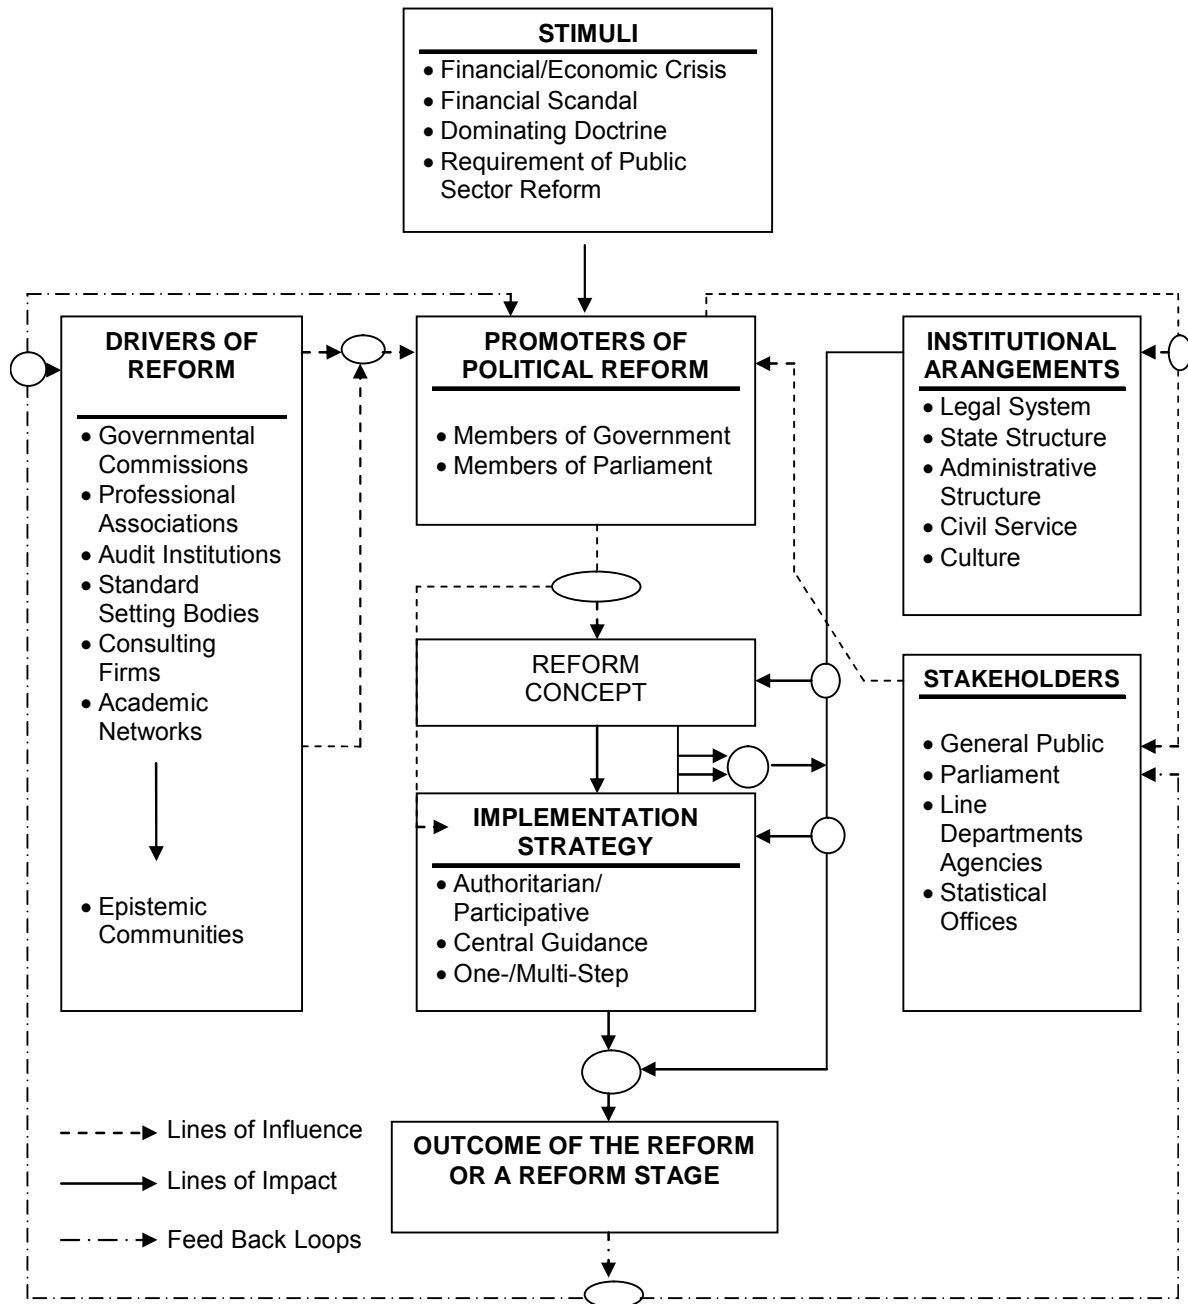 STIMULI
• Financial/Economic Crisis
• Financial Scandal
• Dominating Doctrine
• Requirement of Public
Sector Reform
DRIVERS OF
REFORM
• Governmental
Commissions
• Professional
Associations
• Audit Institutions
• Standard
Setting Bodies
• Consulting
Firms
• Academic
Networks
• Epistemic
Communities
PROMOTERS OF
POLITICAL REFORM
• Members of Government
• Members of Parliament
INSTITUTIONAL
ARANGEMENTS
• Legal System
• State Structure
• Administrative
Structure
• Civil Service
• Culture
REFORM
CONCEPT
STAKEHOLDERS
• General Public
• Parliament
• Line
Departments
Agencies
• Statistical
Offices
IMPLEMENTATION
STRATEGY
• Authoritarian/
Participative
• Central Guidance
• One-/Multi-Step
OUTCOME OF THE REFORM
OR A REFORM STAGE
Lines of Influence
Lines of Impact
Feed Back Loops